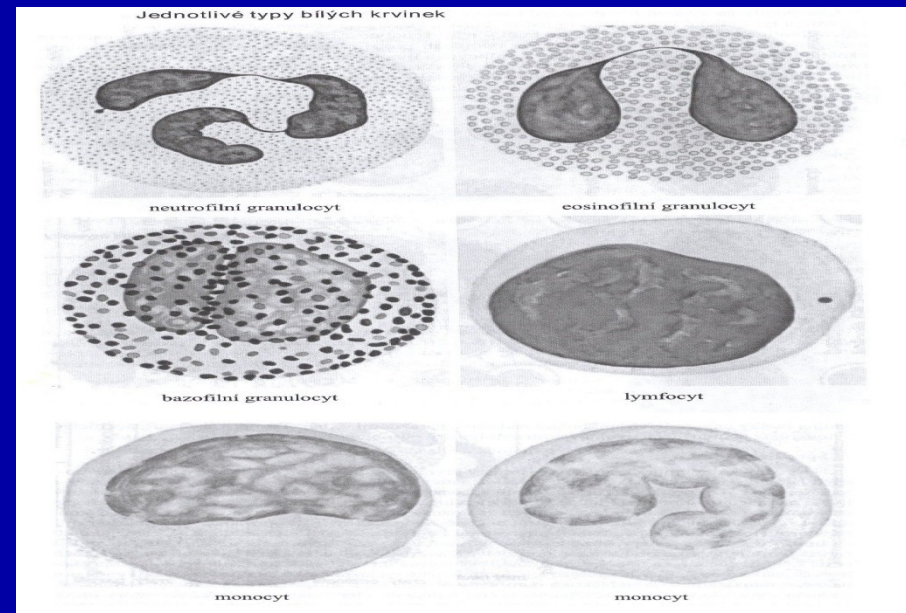 Jednotlivé typy bílých krvinek
neutrofilní granulocyt
eosinofilní granulocyt
bazofilní granulocyt
lymfocyt
monocyt
monocyt